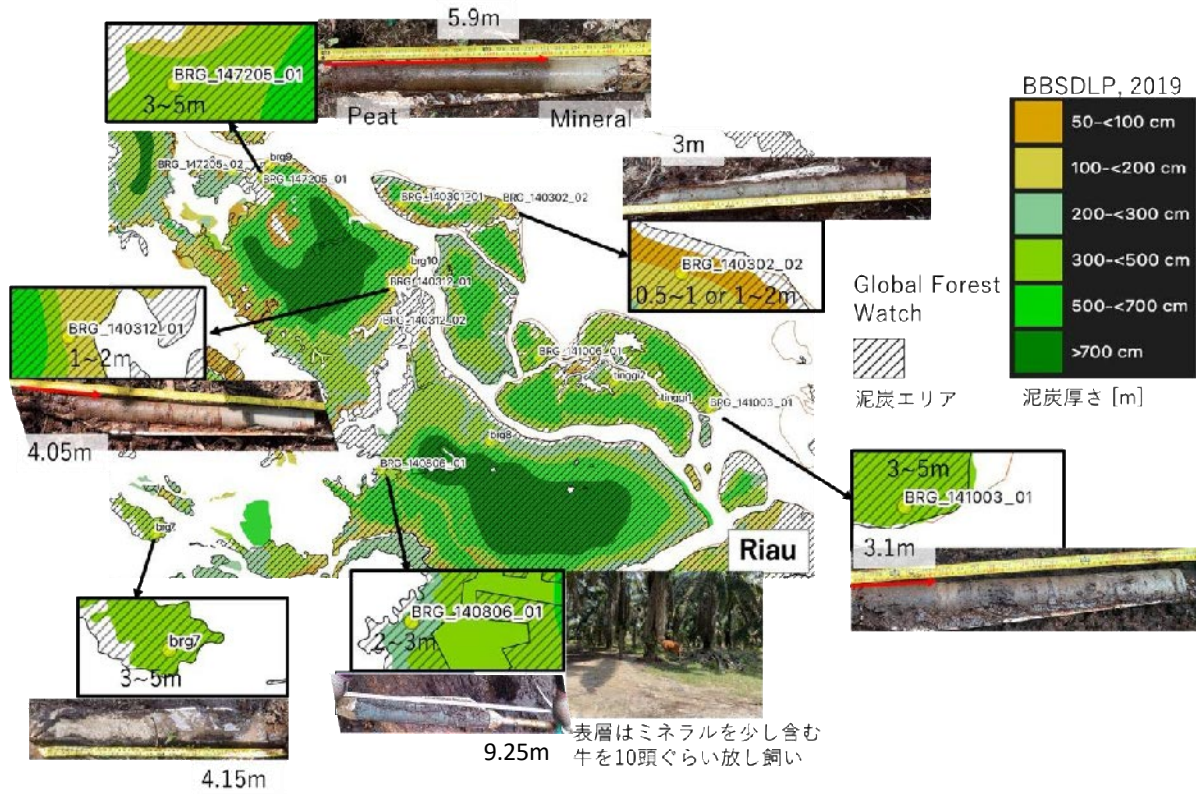 5.9m
BRG_147205_01
3~5m
Peat
Mineral
BBSDLP, 2019
50-<100 cm
100-<200 cm
200-<300 cm
300-<500 cm
500-<700 cm
>700 cm
泥炭厚さ [m]
Global Forest
Watch
泥炭エリア
3m
BRG_147205_02
brg9
BRG_147205_01
BRG_140301_01
BRG_140302_02
BRG_140302_02
0.5~1 or 1~2m
brg10
BRG_140312_01
BRG_140312_02
BRG_140312_01
1~2m
4.05m
BRG_141006_01
tinggi2
tinggi1
BRG_141003_01
brg8
BRG_140806_01
brg7
Riau
3~5m
BRG_141003_01
3.1m
brg7
3~5m
4.15m
BRG_140806_01
2~3m
9.25m
表層はミネラルを少し含む
牛を10頭ぐらい放し飼い